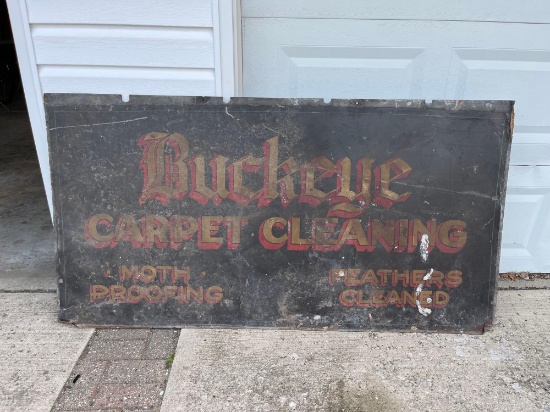 Buckeye
CARPET CLEANING
· MOTH ·
PROOFING
FEATHERS
CLEANED